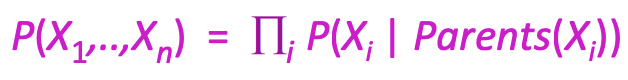 P(X₁,..,Xₙ) = ∏ᵢ P(Xᵢ | Parents(Xᵢ))